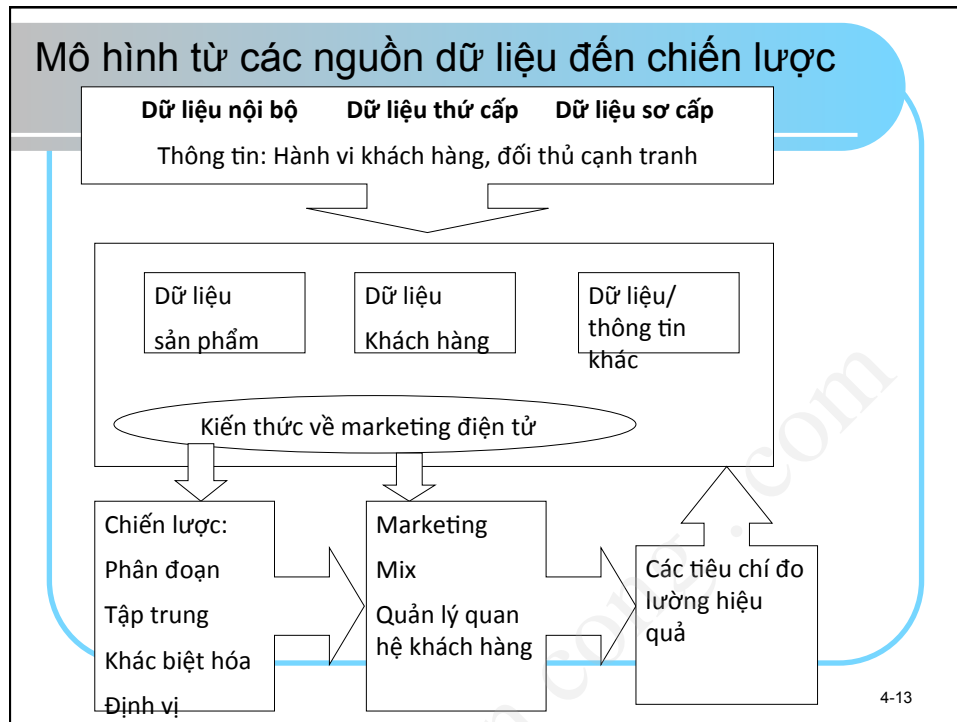 Mô hình từ các nguồn dữ liệu đến chiến lược
Dữ liệu nội bộ Dữ liệu thứ cấp Dữ liệu sơ cấp
Thông tin: Hành vi khách hàng, đối thủ cạnh tranh
Dữ liệu
sản phẩm
Dữ liệu
Khách hàng
Dữ liệu/
thông tin
khác
Kiến thức về marketing điện tử
Chiến lược:
Phân đoạn
Tập trung
Khác biệt hóa
Định vị
Marketing
Mix
Quản lý quan
hệ khách hàng
Các tiêu chí đo
lường hiệu
quả
4-13
cong . com